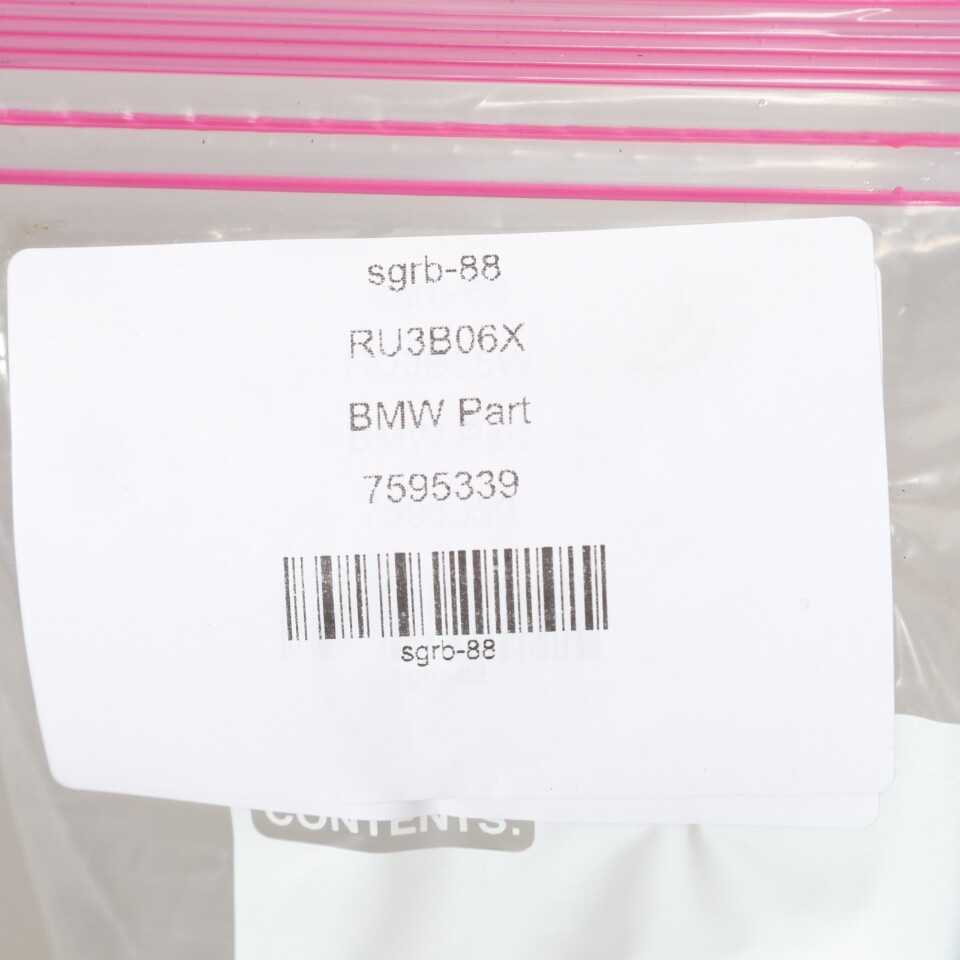 sgrb-88
RU3B06X
BMW Part
7595339
sgrb-88
CONTENTS: